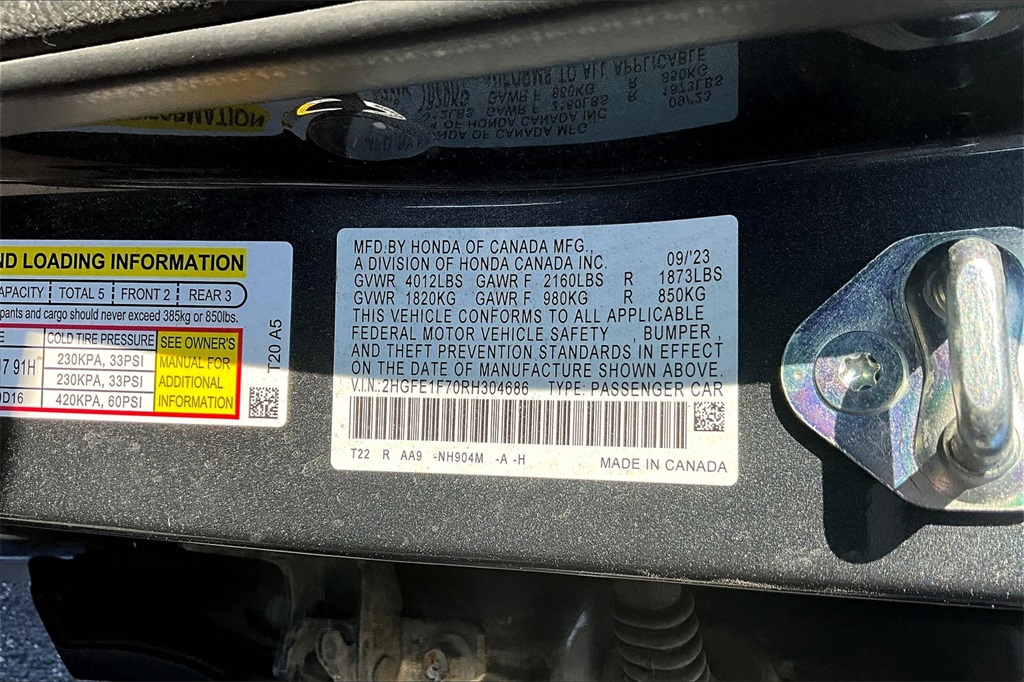 ND LOADING INFORMATION
APACITY TOTAL 5 FRONT 2 REAR 3
pants and cargo should never exceed 385kg or 850lbs.
E COLD TIRE PRESSURE SEE OWNER'S
MANUAL FOR
ADDITIONAL
INFORMATION
7 91H 230KPA, 33PSI
230KPA, 33PSI
D16 420KPA, 60PSI
T20 A5
MFD.BY HONDA OF CANADA MFG., 09/'23
A DIVISION OF HONDA CANADA INC.
GVWR 4012LBS GAWR F 2160LBS R 1873LBS
GVWR 1820KG GAWR F 980KG R 850KG
THIS VEHICLE CONFORMS TO ALL APPLICABLE
FEDERAL MOTOR VEHICLE SAFETY , BUMPER ,
AND THEFT PREVENTION STANDARDS IN EFFECT
ON THE DATE OF MANUFACTURE SHOWN ABOVE.
V.I.N.:2HGFE1F70RH304686 TYPE: PASSENGER CAR
T22 R AA9 -NH904M -A -H MADE IN CANADA